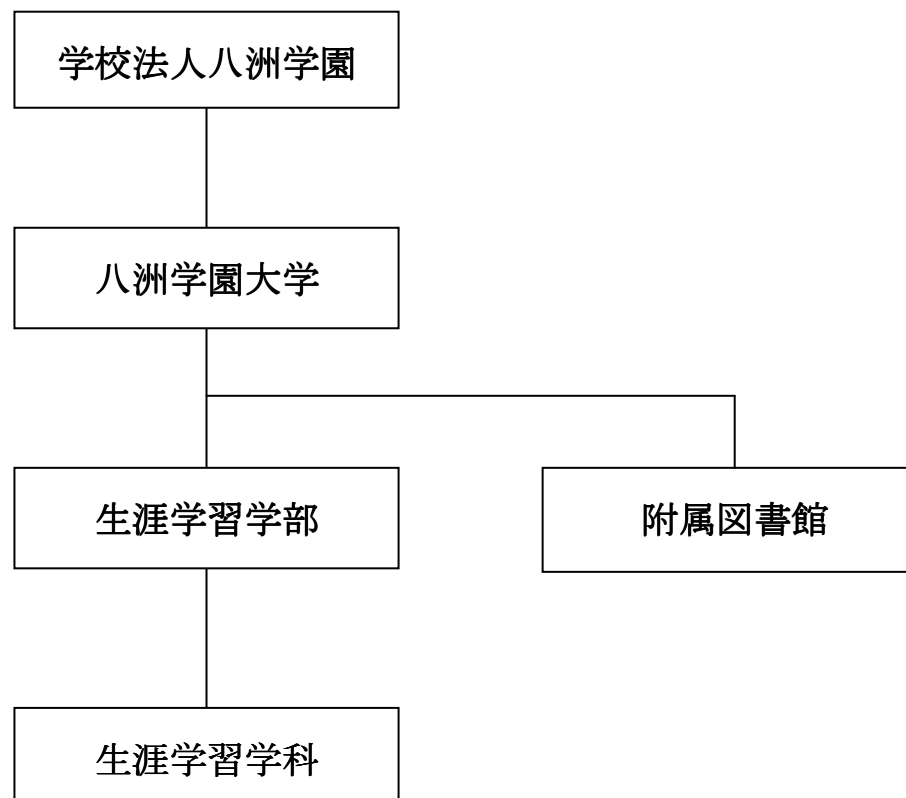 学校法人八洲学園
八洲学園大学
生涯学習学部
附属図書館
生涯学習学科